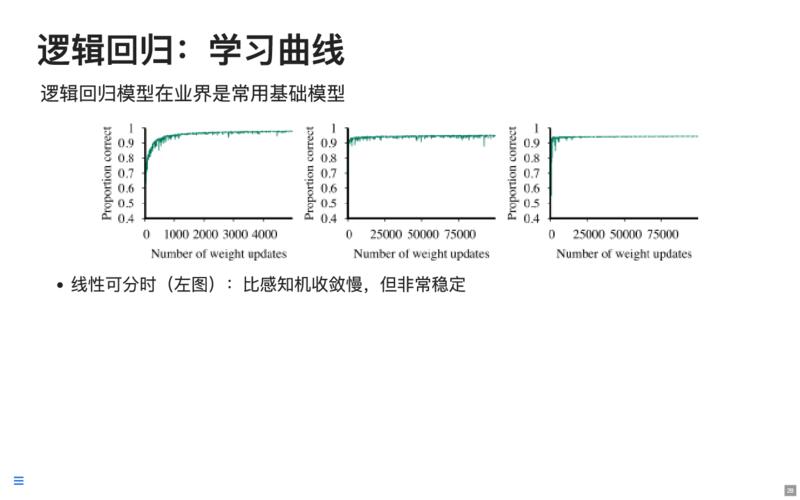 逻辑回归：学习曲线
逻辑回归模型在业界是常用基础模型
Proportion correct
1
0.9
0.8
0.7
0.6
0.5
0.4
0 1000 2000 3000 4000
Number of weight updates
Proportion correct
1
0.9
0.8
0.7
0.6
0.5
0.4
0 25000 50000 75000
Number of weight updates
Proportion correct
1
0.9
0.8
0.7
0.6
0.5
0.4
0 25000 50000 75000
Number of weight updates
• 线性可分时（左图）：比感知机收敛慢，但非常稳定
28